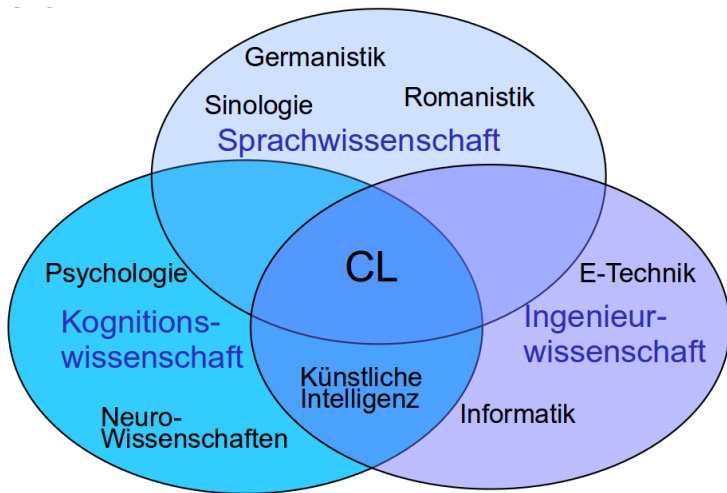 Germanistik
Sinologie
Romanistik
Sprachwissenschaft
CL
Psychologie
E-Technik
Kognitions-
wissenschaft
Ingenieur-
wissenschaft
Künstliche
Intelligenz
Neuro-
Wissenschaften
Informatik